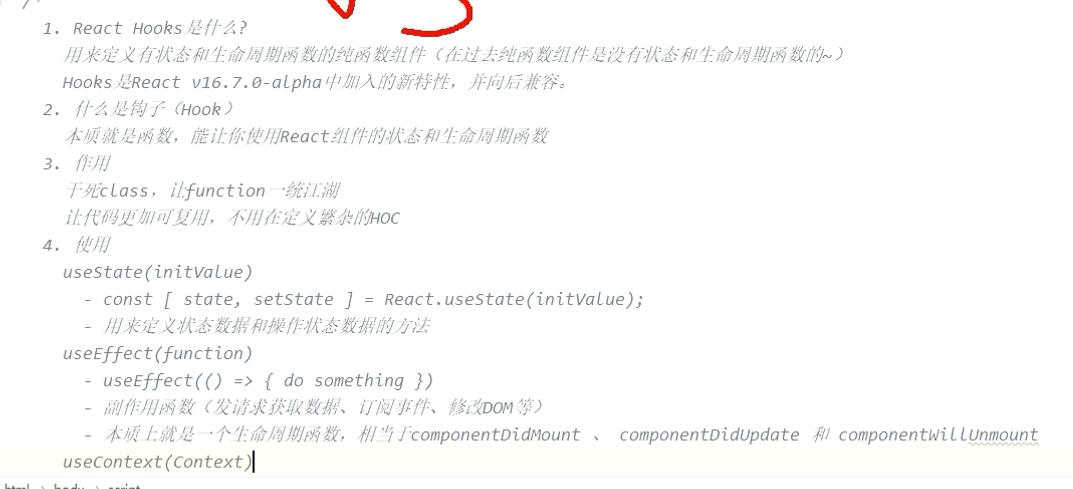 /*
1. React Hooks是什么?
用来定义有状态和生命周期函数的纯函数组件（在过去纯函数组件是没有状态和生命周期函数的~）
Hooks是React v16.7.0-alpha中加入的新特性，并向后兼容。
2. 什么是钩子（Hook）
本质就是函数，能让你使用React组件的状态和生命周期函数
3. 作用
干死class，让function一统江湖
让代码更加可复用，不用在定义繁杂的HOC
4. 使用
useState(initValue)
- const [ state, setState ] = React.useState(initValue);
- 用来定义状态数据和操作状态数据的方法
useEffect(function)
- useEffect(() => { do something })
- 副作用函数（发请求获取数据、订阅事件、修改DOM等）
- 本质上就是一个生命周期函数，相当于componentDidMount 、 componentDidUpdate 和 componentWillUnmount
useContext(Context)
html > body > script